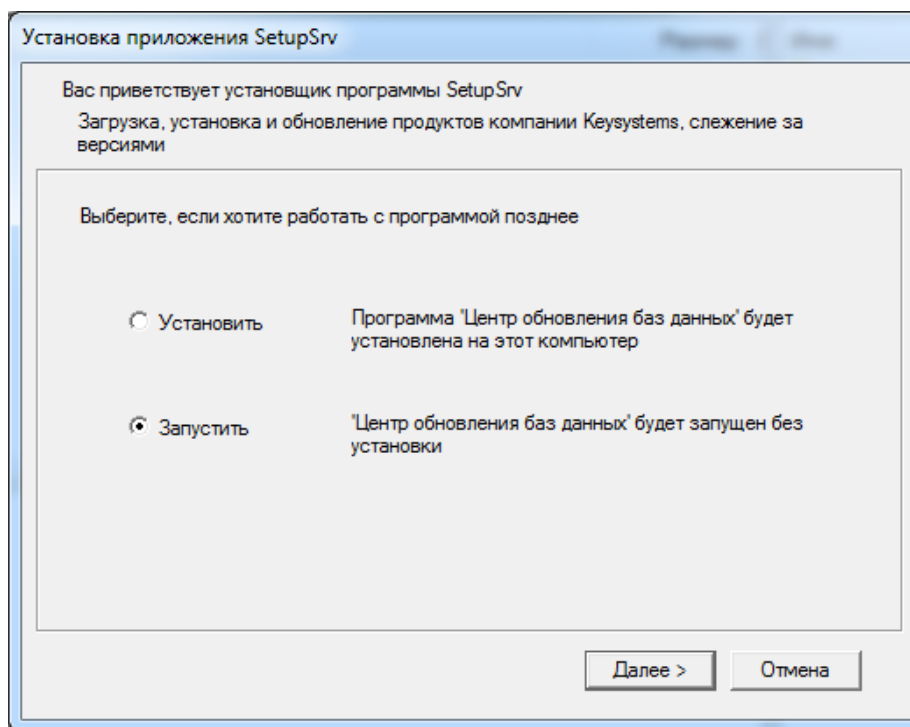 Установка приложения SetupSrv
Вас приветствует установщик программы SetupSrv
Загрузка, установка и обновление продуктов компании Keysystems, слежение за
версиями
Выберите, если хотите работать с программой позднее
Установить
Программа 'Центр обновления баз данных' будет
установлена на этот компьютер
Запустить
'Центр обновления баз данных' будет запущен без
установки
Далее >
Отмена